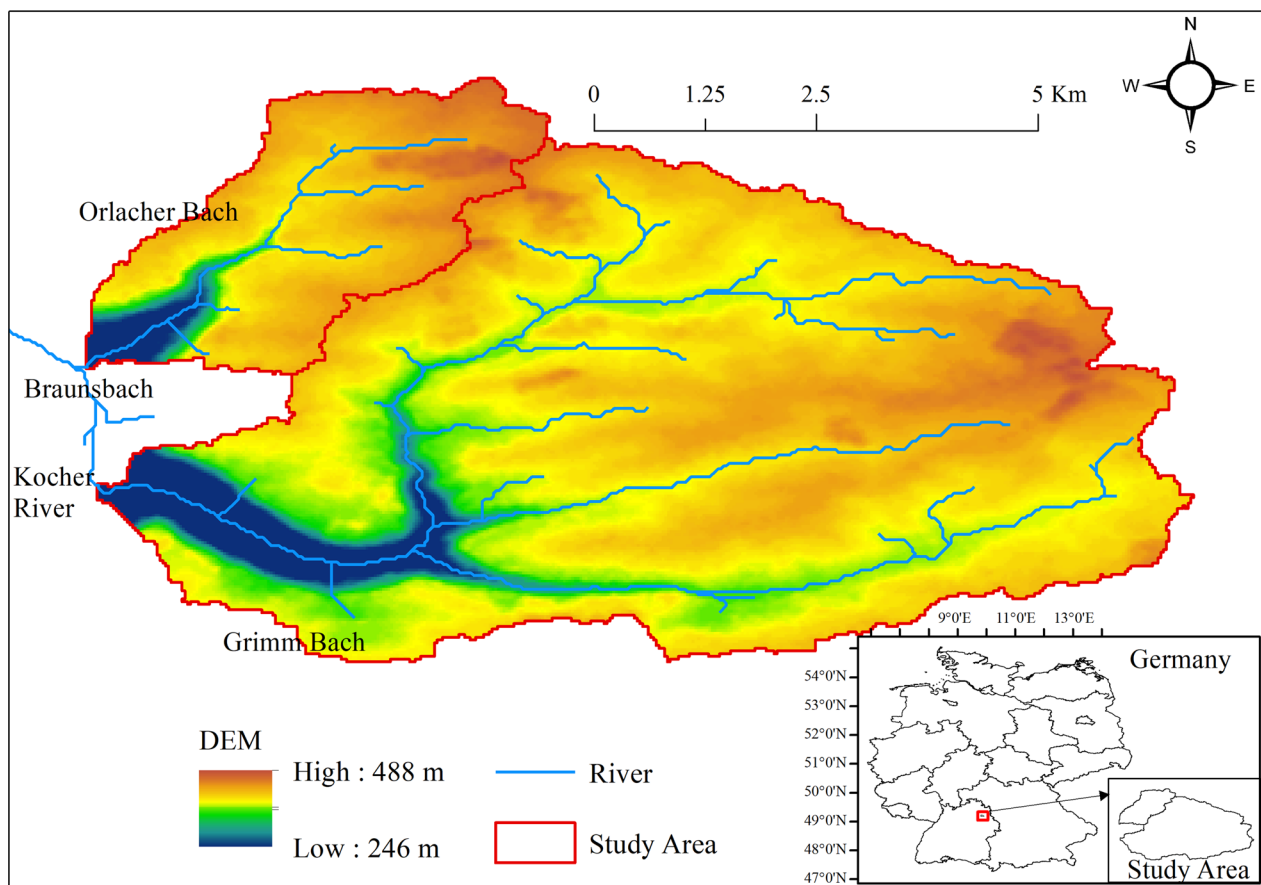 N
W
E
S
0
1.25
2.5
5 Km
Orlacher Bach
Braunsbach
Kocher
River
Grimm Bach
DEM
High : 488 m
Low : 246 m
River
Study Area
9°0'E
11°0'E
13°0'E
Germany
54°0'N
53°0'N
52°0'N
51°0'N
50°0'N
49°0'N
48°0'N
47°0'N
Study Area